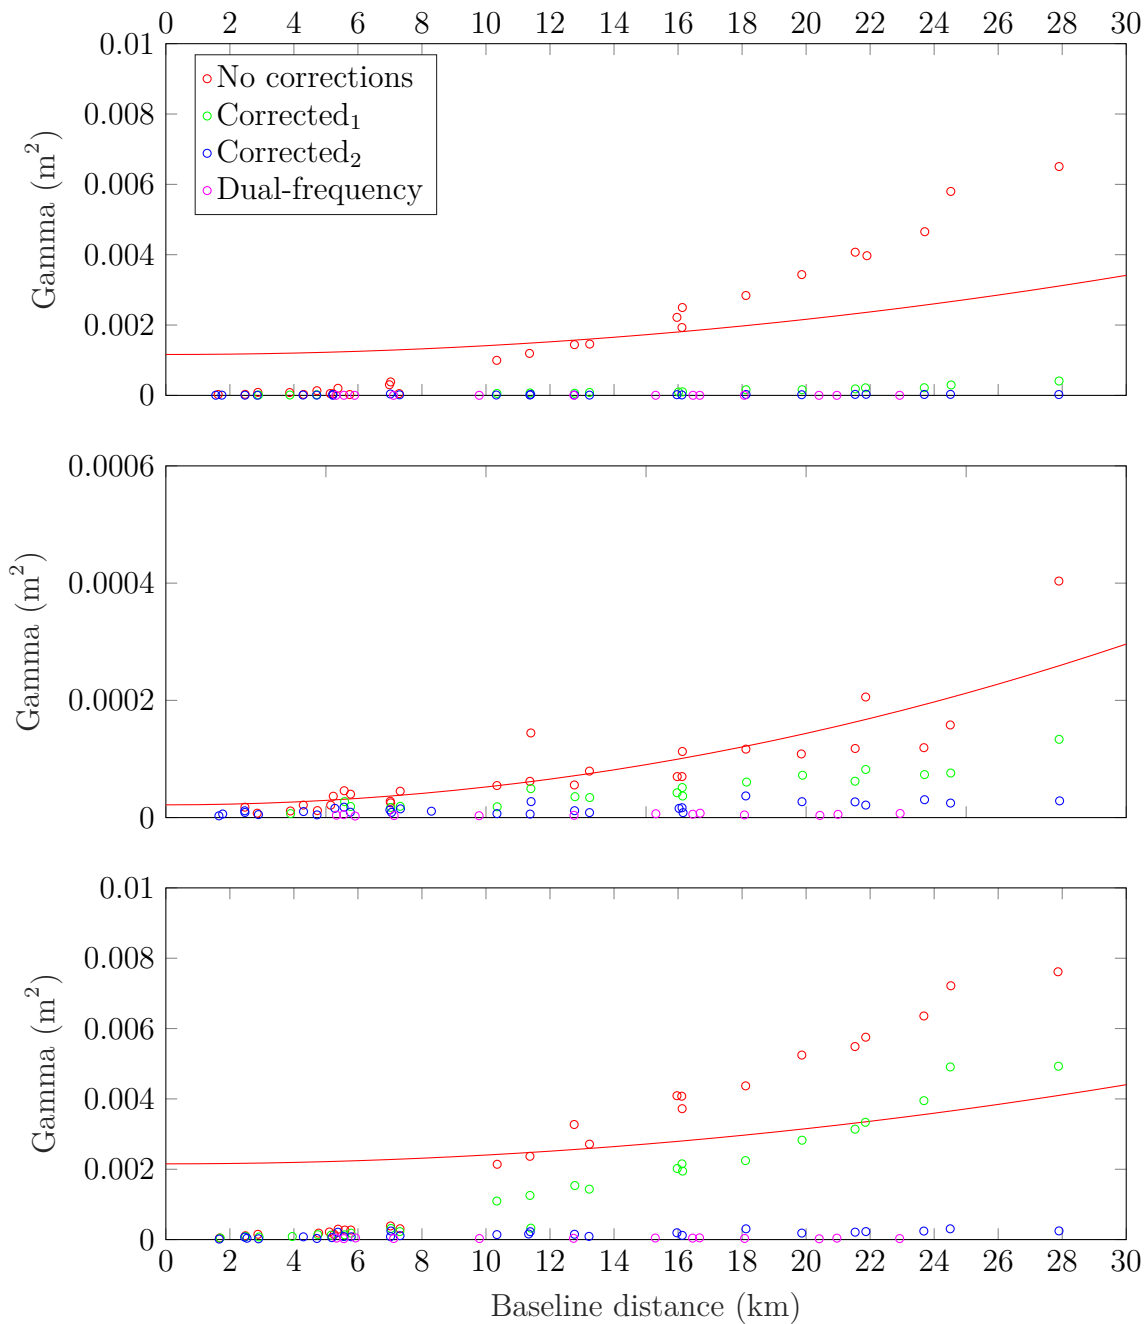 0 2 4 6 8 10 12 14 16 18 20 22 24 26 28 30
0.01
0.008
0.006
0.004
0.002
0
Gamma (m²)
No corrections
Corrected₁
Corrected₂
Dual-frequency
0.0006
0.0004
0.0002
0
Gamma (m²)
0.01
0.008
0.006
0.004
0.002
0
Gamma (m²)
0 2 4 6 8 10 12 14 16 18 20 22 24 26 28 30
Baseline distance (km)